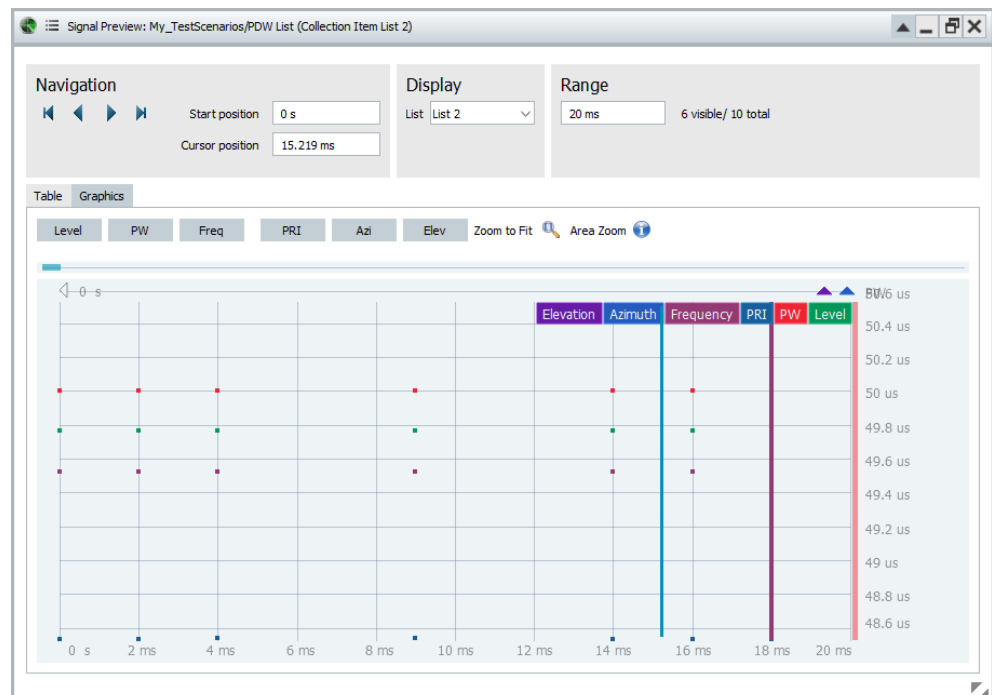 Signal Preview: My_TestScenarios/PDW List (Collection Item List 2)
Navigation
Start position 0 s
Cursor position 15.219 ms
Display
List List 2
Range
20 ms 6 visible/ 10 total
Table Graphics
Level PW Freq PRI Azi Elev Zoom to Fit Area Zoom
0 s
Elevation Azimuth Frequency PRI PW Level
50.4 us
50.2 us
50 us
49.8 us
49.6 us
49.4 us
49.2 us
49 us
48.8 us
48.6 us
0 s 2 ms 4 ms 6 ms 8 ms 10 ms 12 ms 14 ms 16 ms 18 ms 20 ms